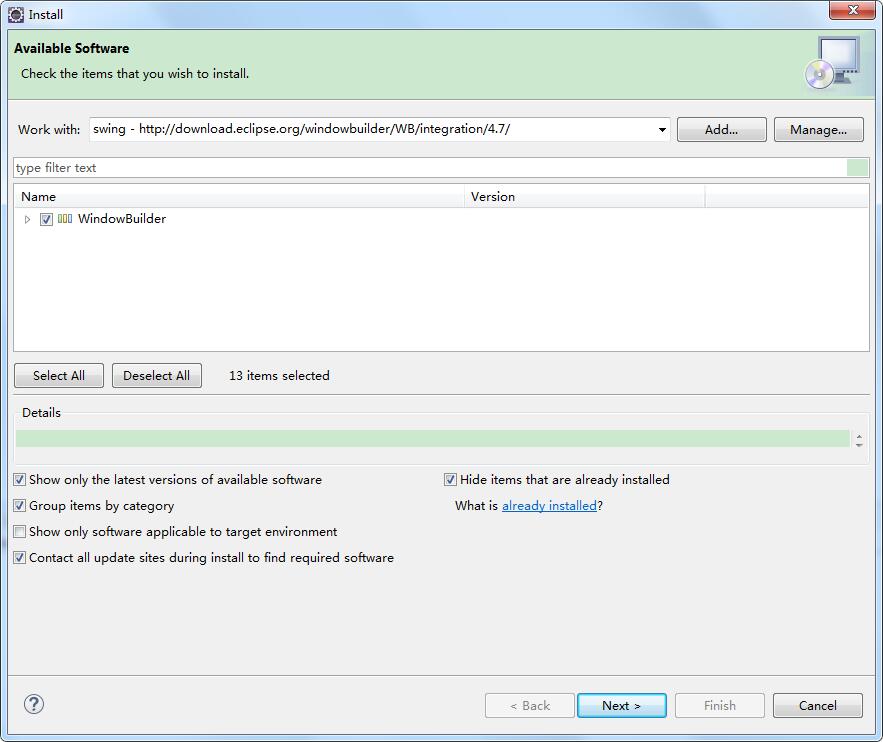 Install
Available Software
Check the items that you wish to install.
Work with: swing - http://download.eclipse.org/windowbuilder/WB/integration/4.7/ Add... Manage...
type filter text
Name Version
WindowBuilder
Select All Deselect All 13 items selected
Details
Show only the latest versions of available software Hide items that are already installed
Group items by category What is already installed?
Show only software applicable to target environment
Contact all update sites during install to find required software
? < Back Next > Finish Cancel